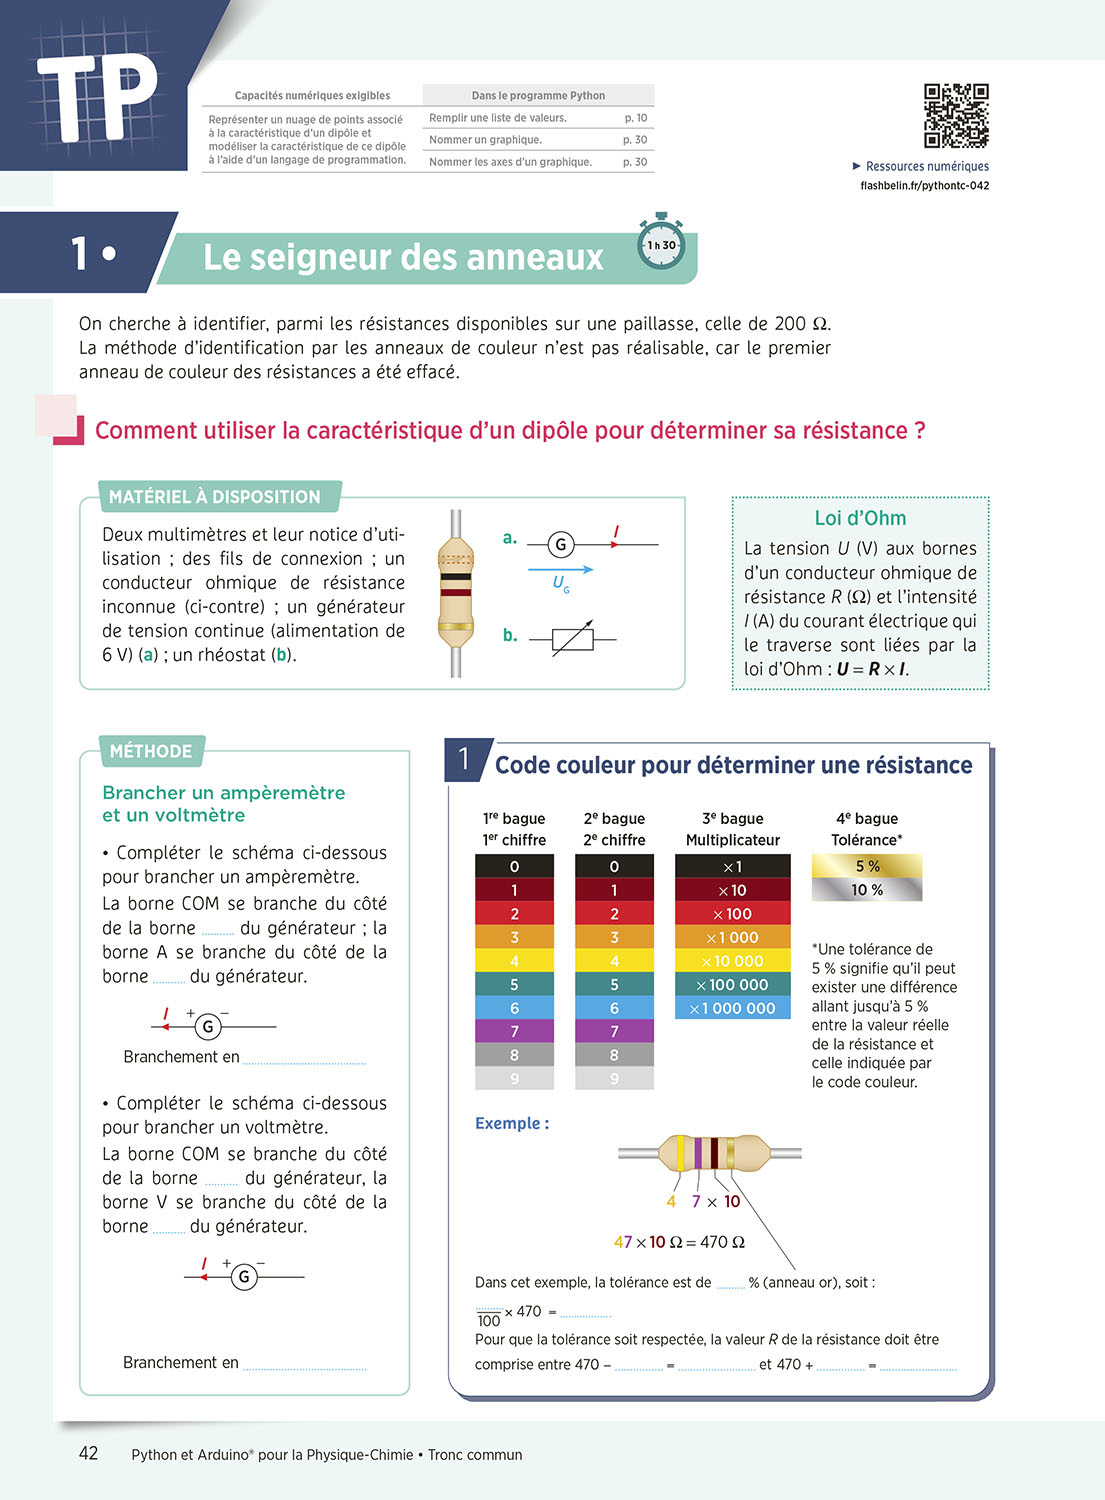 TP
Capacités numériques exigibles
Dans le programme Python
Représenter un nuage de points associé
à la caractéristique d'un dipôle et
modéliser la caractéristique de ce dipôle
à l'aide d'un langage de programmation.
Remplir une liste de valeurs. p. 10
Nommer un graphique. p. 30
Nommer les axes d'un graphique. p. 30
► Ressources numériques
flashbelin.fr/pythontc-042
1 • Le seigneur des anneaux
1 h 30
On cherche à identifier, parmi les résistances disponibles sur une paillasse, celle de 200 Ω.
La méthode d'identification par les anneaux de couleur n'est pas réalisable, car le premier
anneau de couleur des résistances a été effacé.
Comment utiliser la caractéristique d'un dipôle pour déterminer sa résistance ?
MATÉRIEL À DISPOSITION
Deux multimètres et leur notice d'uti-
lisation ; des fils de connexion ; un
conducteur ohmique de résistance
inconnue (ci-contre) ; un générateur
de tension continue (alimentation de
6 V) (a) ; un rhéostat (b).
a.
G
I
UG
b.
Loi d'Ohm
La tension U (V) aux bornes
d'un conducteur ohmique de
résistance R (Ω) et l'intensité
I (A) du courant électrique qui
le traverse sont liées par la
loi d'Ohm : U = R × I.
MÉTHODE
Brancher un ampèremètre
et un voltmètre
• Compléter le schéma ci-dessous
pour brancher un ampèremètre.
La borne COM se branche du côté
de la borne ......... du générateur ; la
borne A se branche du côté de la
borne ......... du générateur.
I + G −
Branchement en ..............................
• Compléter le schéma ci-dessous
pour brancher un voltmètre.
La borne COM se branche du côté
de la borne ......... du générateur, la
borne V se branche du côté de la
borne ......... du générateur.
I + G −
Branchement en ..............................
1 Code couleur pour déterminer une résistance
1re bague 2e bague 3e bague 4e bague
1er chiffre 2e chiffre Multiplicateur Tolérance*
0 0 × 1 5 %
1 1 × 10 10 %
2 2 × 100
3 3 × 1 000
4 4 × 10 000
5 5 × 100 000
6 6 × 1 000 000
7 7
8 8
9 9
*Une tolérance de
5 % signifie qu'il peut
exister une différence
allant jusqu'à 5 %
entre la valeur réelle
de la résistance et
celle indiquée par
le code couleur.
Exemple :
4 7 × 10
47 × 10 Ω = 470 Ω
Dans cet exemple, la tolérance est de ........ % (anneau or), soit :
......../100 × 470 = ..............
Pour que la tolérance soit respectée, la valeur R de la résistance doit être
comprise entre 470 − ............. = .................... et 470 + ............. = ....................
42 Python et Arduino® pour la Physique-Chimie • Tronc commun